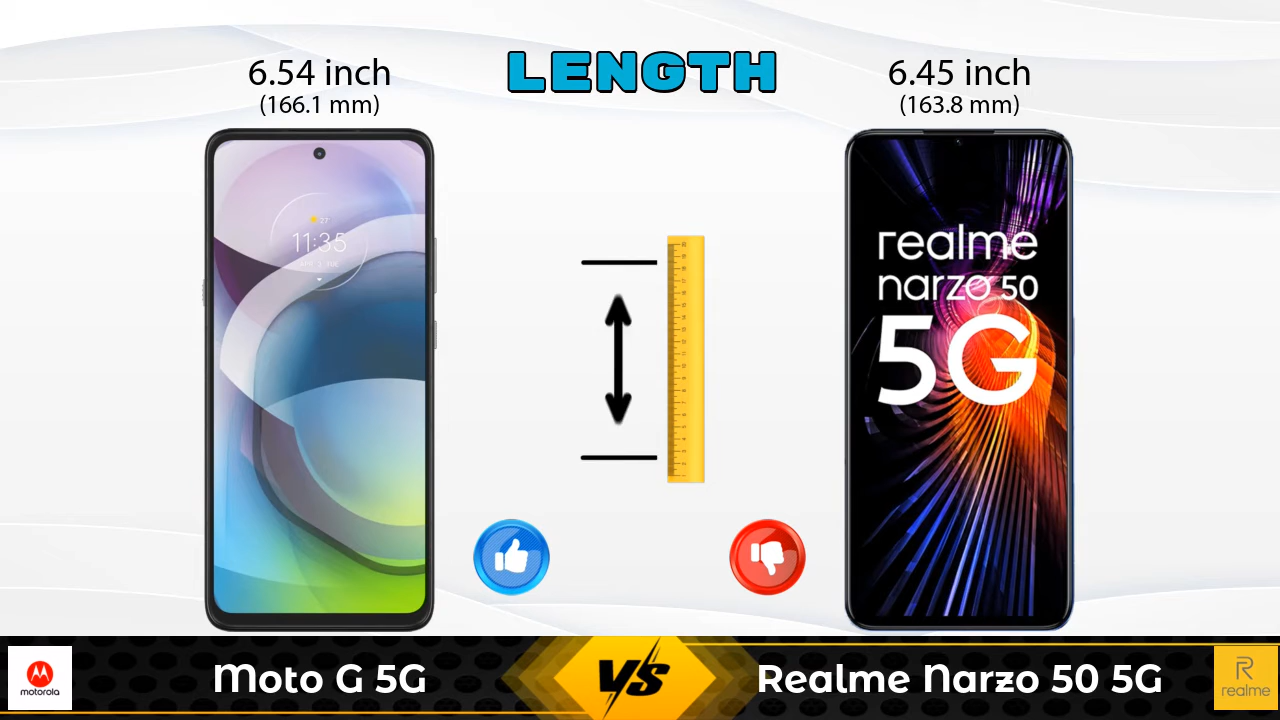 LENGTH
6.54 inch
(166.1 mm)
6.45 inch
(163.8 mm)
27
11:35
realme
narzo 50
5G
motorola
Moto G 5G
VS
Realme Narzo 50 5G
R
realme